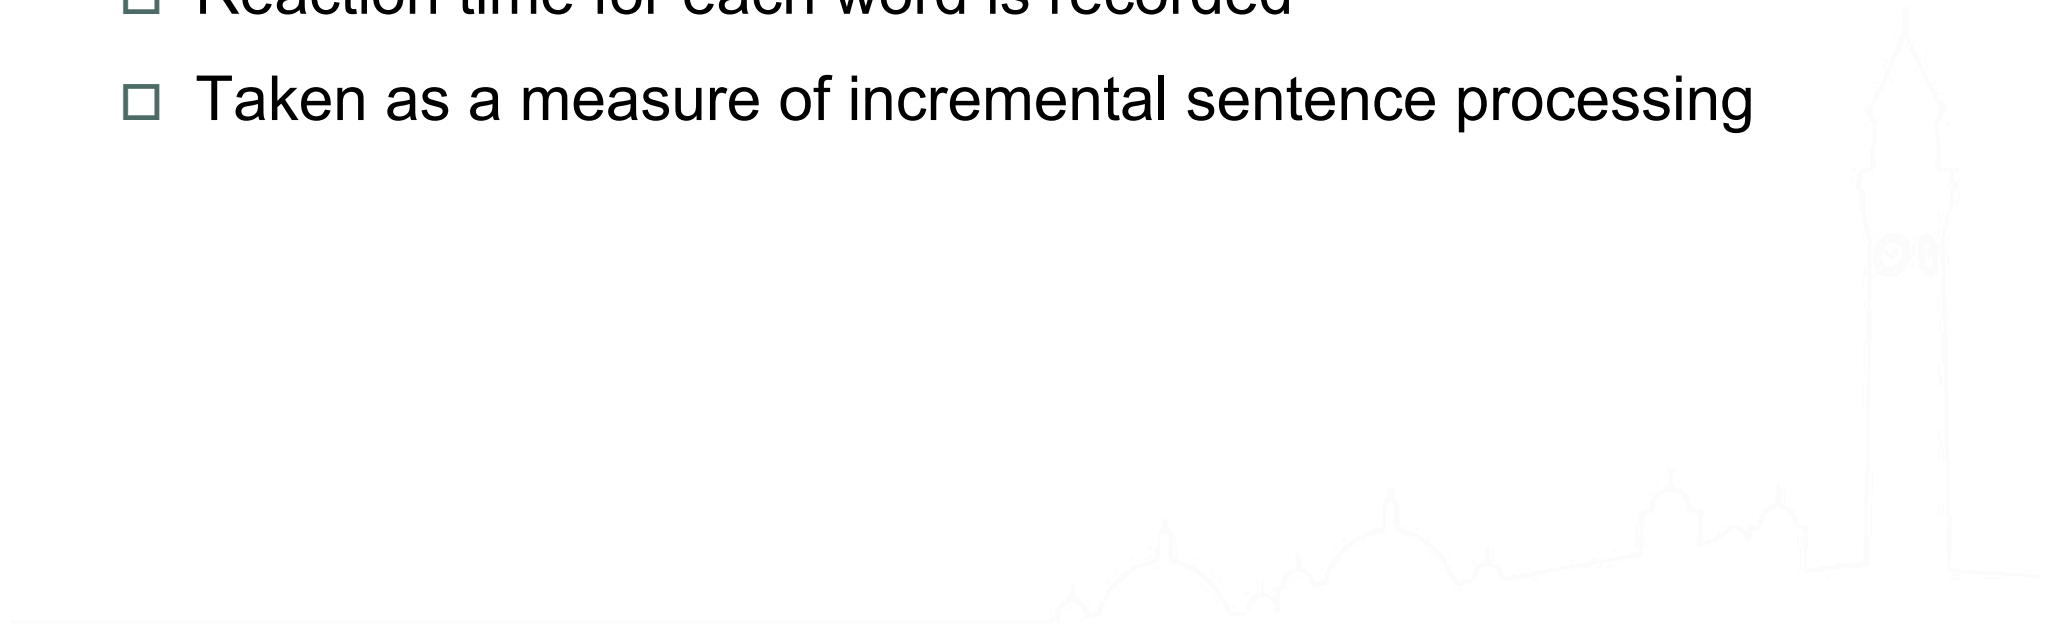 Reaction time for each word is recorded
Taken as a measure of incremental sentence processing